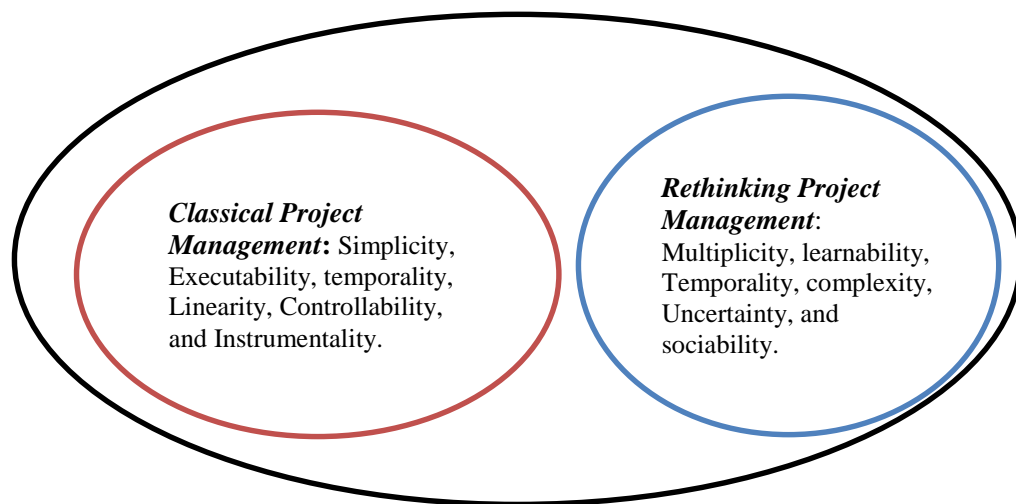 Classical Project
Management: Simplicity,
Executability, temporality,
Linearity, Controllability,
and Instrumentality.
Rethinking Project
Management:
Multiplicity, learnability,
Temporality, complexity,
Uncertainty, and
sociability.